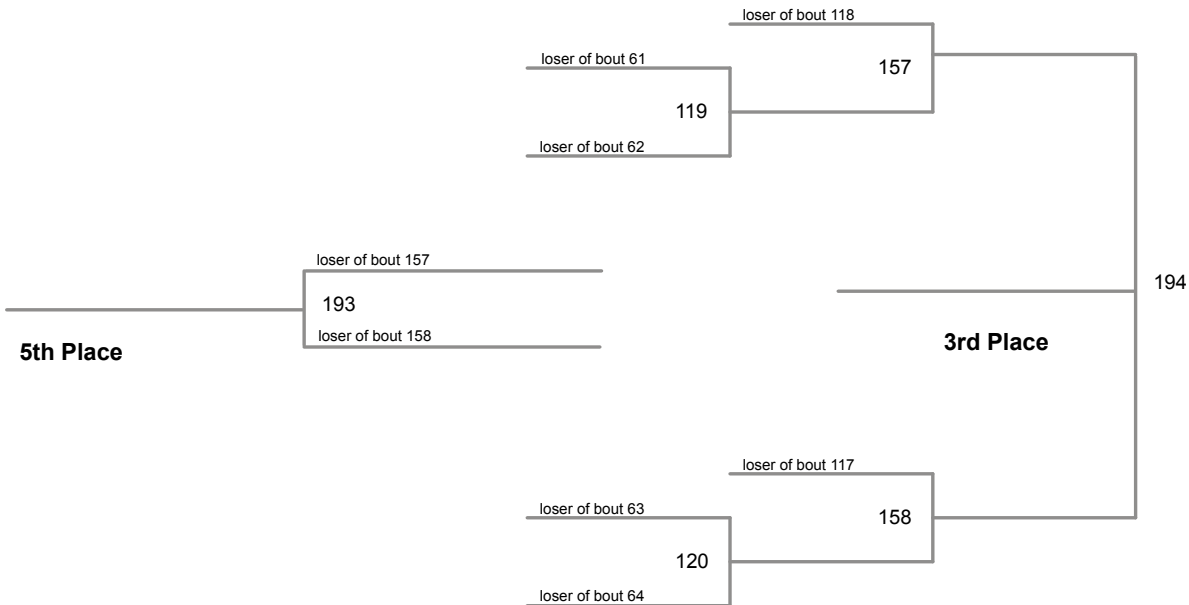 loser of bout 118
loser of bout 61
157
119
loser of bout 62
loser of bout 157
193
194
loser of bout 158
5th Place
3rd Place
loser of bout 117
loser of bout 63
158
120
loser of bout 64